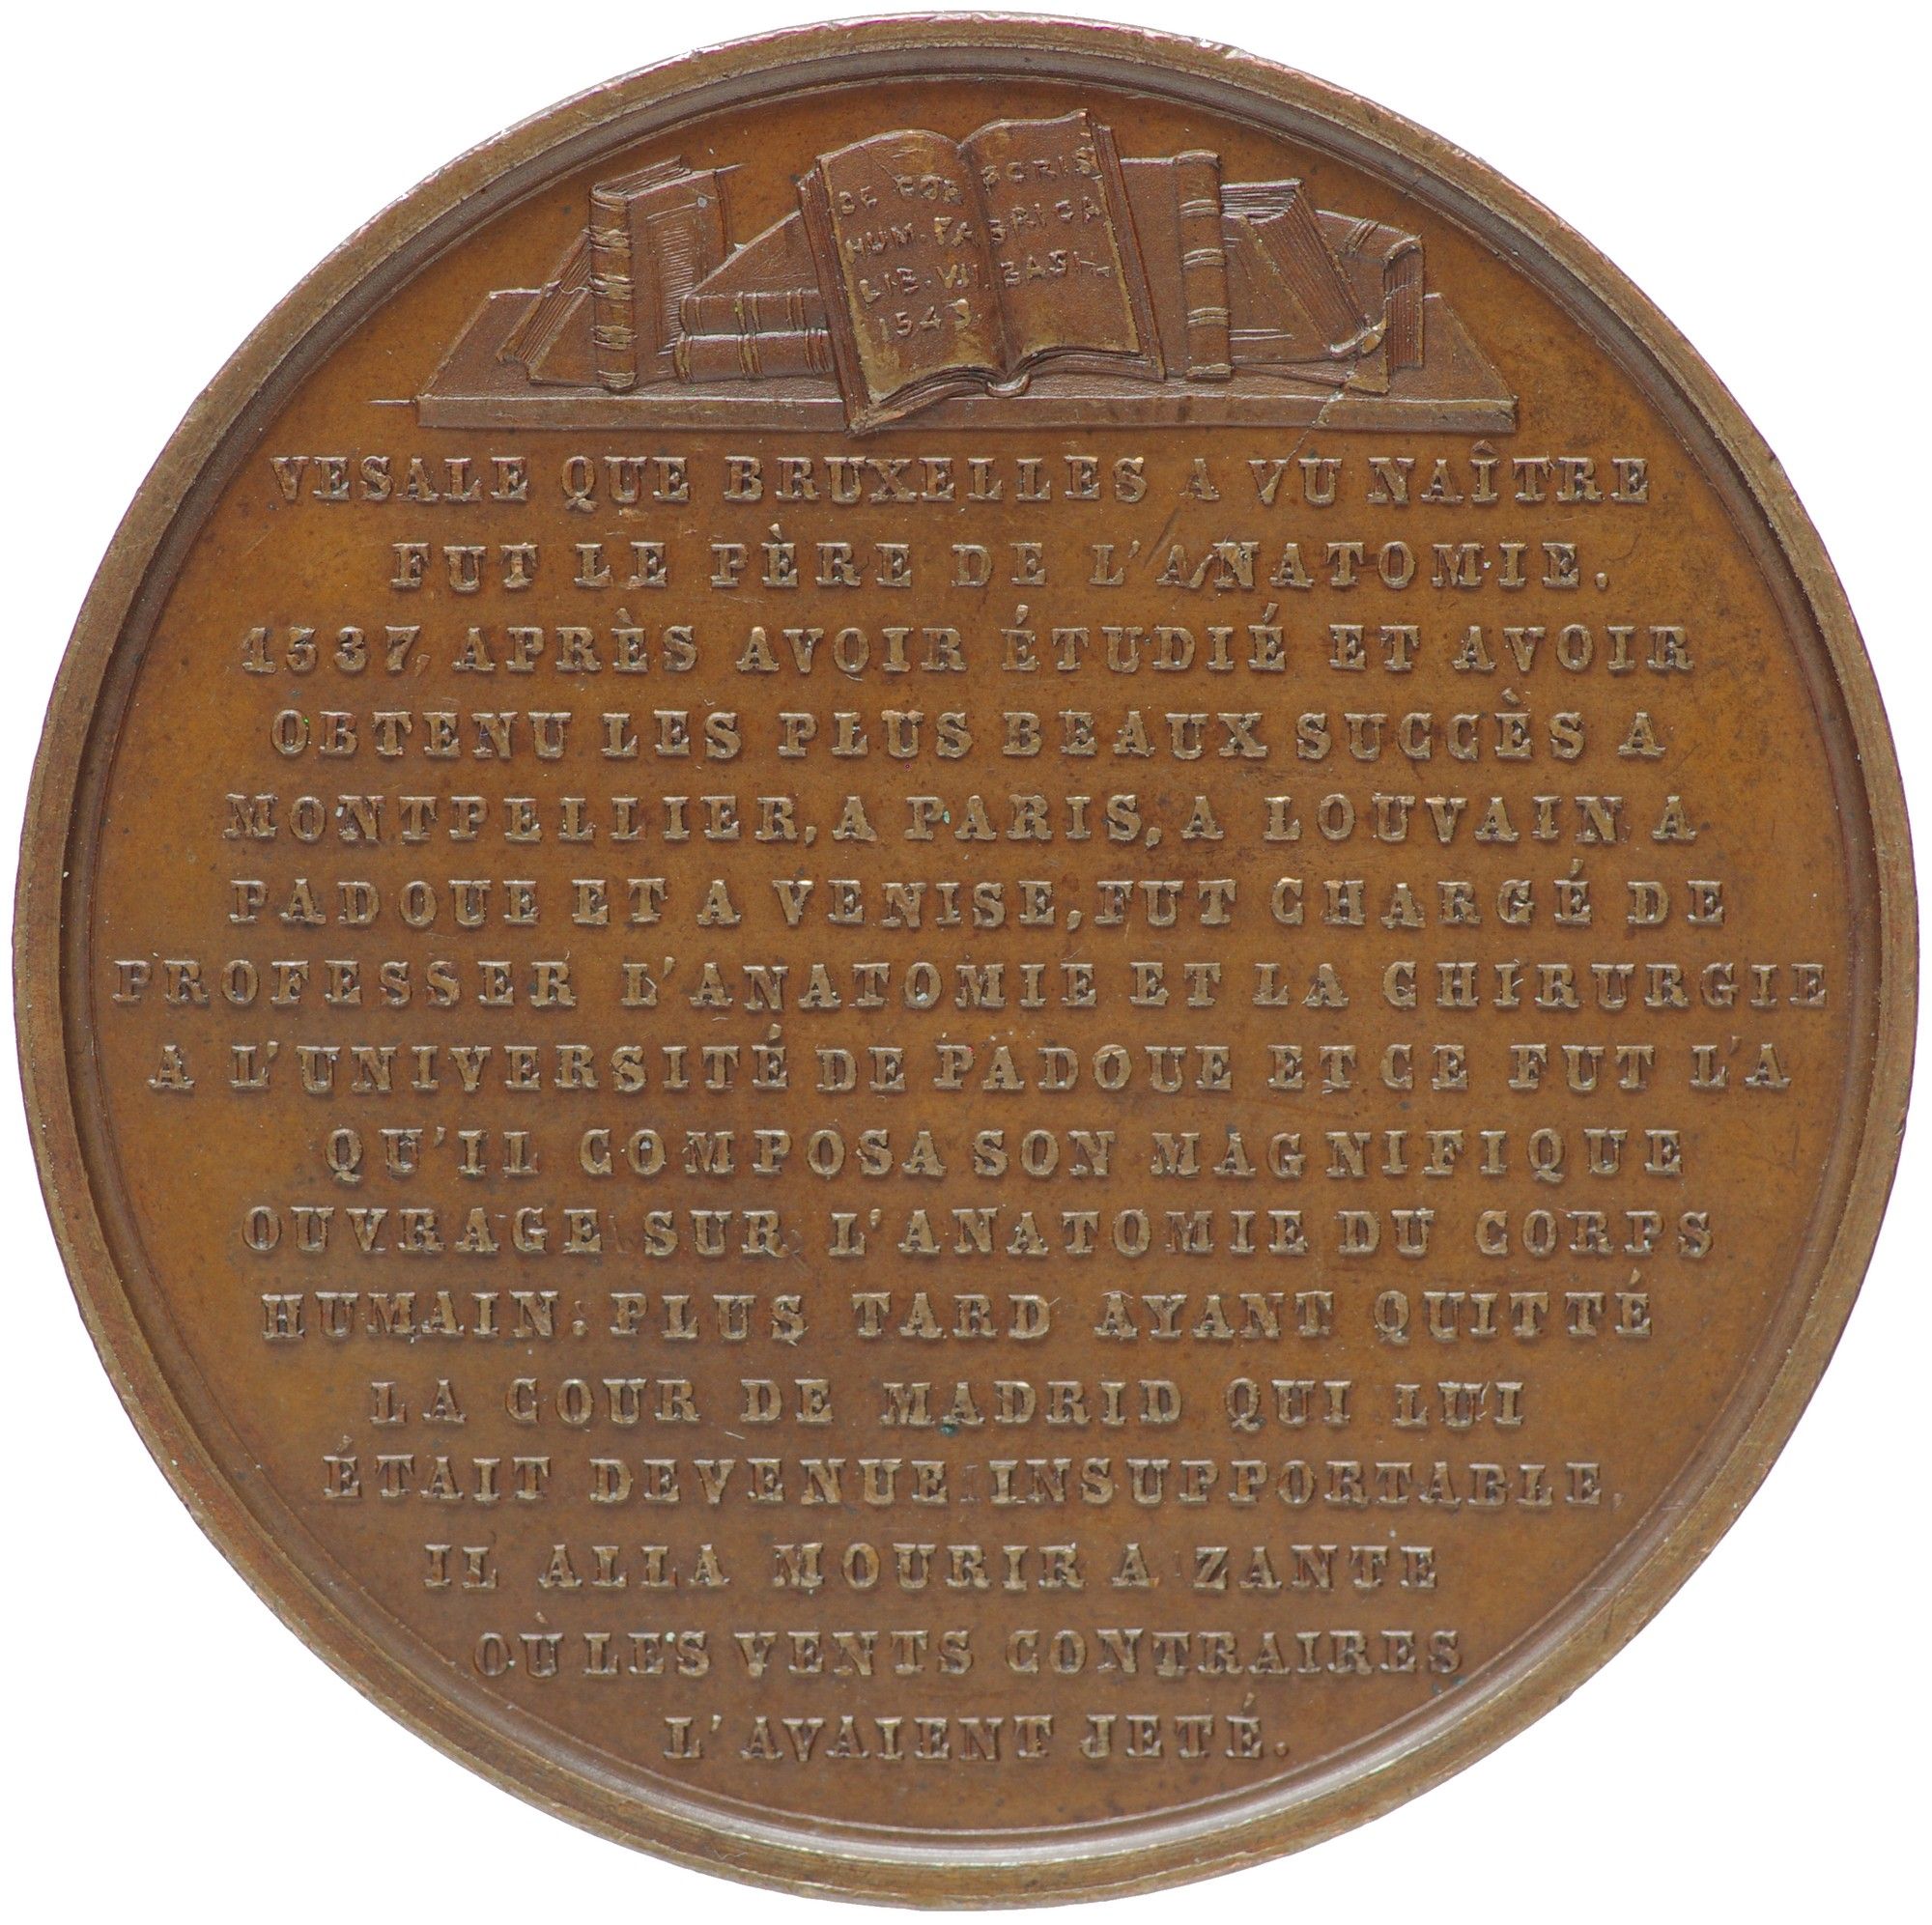 DE COR PORIS
HUM. FABRICA
LIB. VII. BASIL
1543
VESALE QUE BRUXELLES A VU NAÎTRE
FUT LE PÈRE DE L'ANATOMIE.
1537, APRÈS AVOIR ÉTUDIÉ ET AVOIR
OBTENU LES PLUS BEAUX SUCCÈS A
MONTPELLIER, A PARIS, A LOUVAIN A
PADOUE ET A VENISE, FUT CHARGÉ DE
PROFESSER L'ANATOMIE ET LA CHIRURGIE
A L'UNIVERSITÉ DE PADOUE ET CE FUT L'A
QU'IL COMPOSA SON MAGNIFIQUE
OUVRAGE SUR L'ANATOMIE DU CORPS
HUMAIN: PLUS TARD AYANT QUITTÉ
LA COUR DE MADRID QUI LUI
ÉTAIT DEVENUE INSUPPORTABLE,
IL ALLA MOURIR A ZANTE
OÙ LES VENTS CONTRAIRES
L'AVAIENT JETÉ.